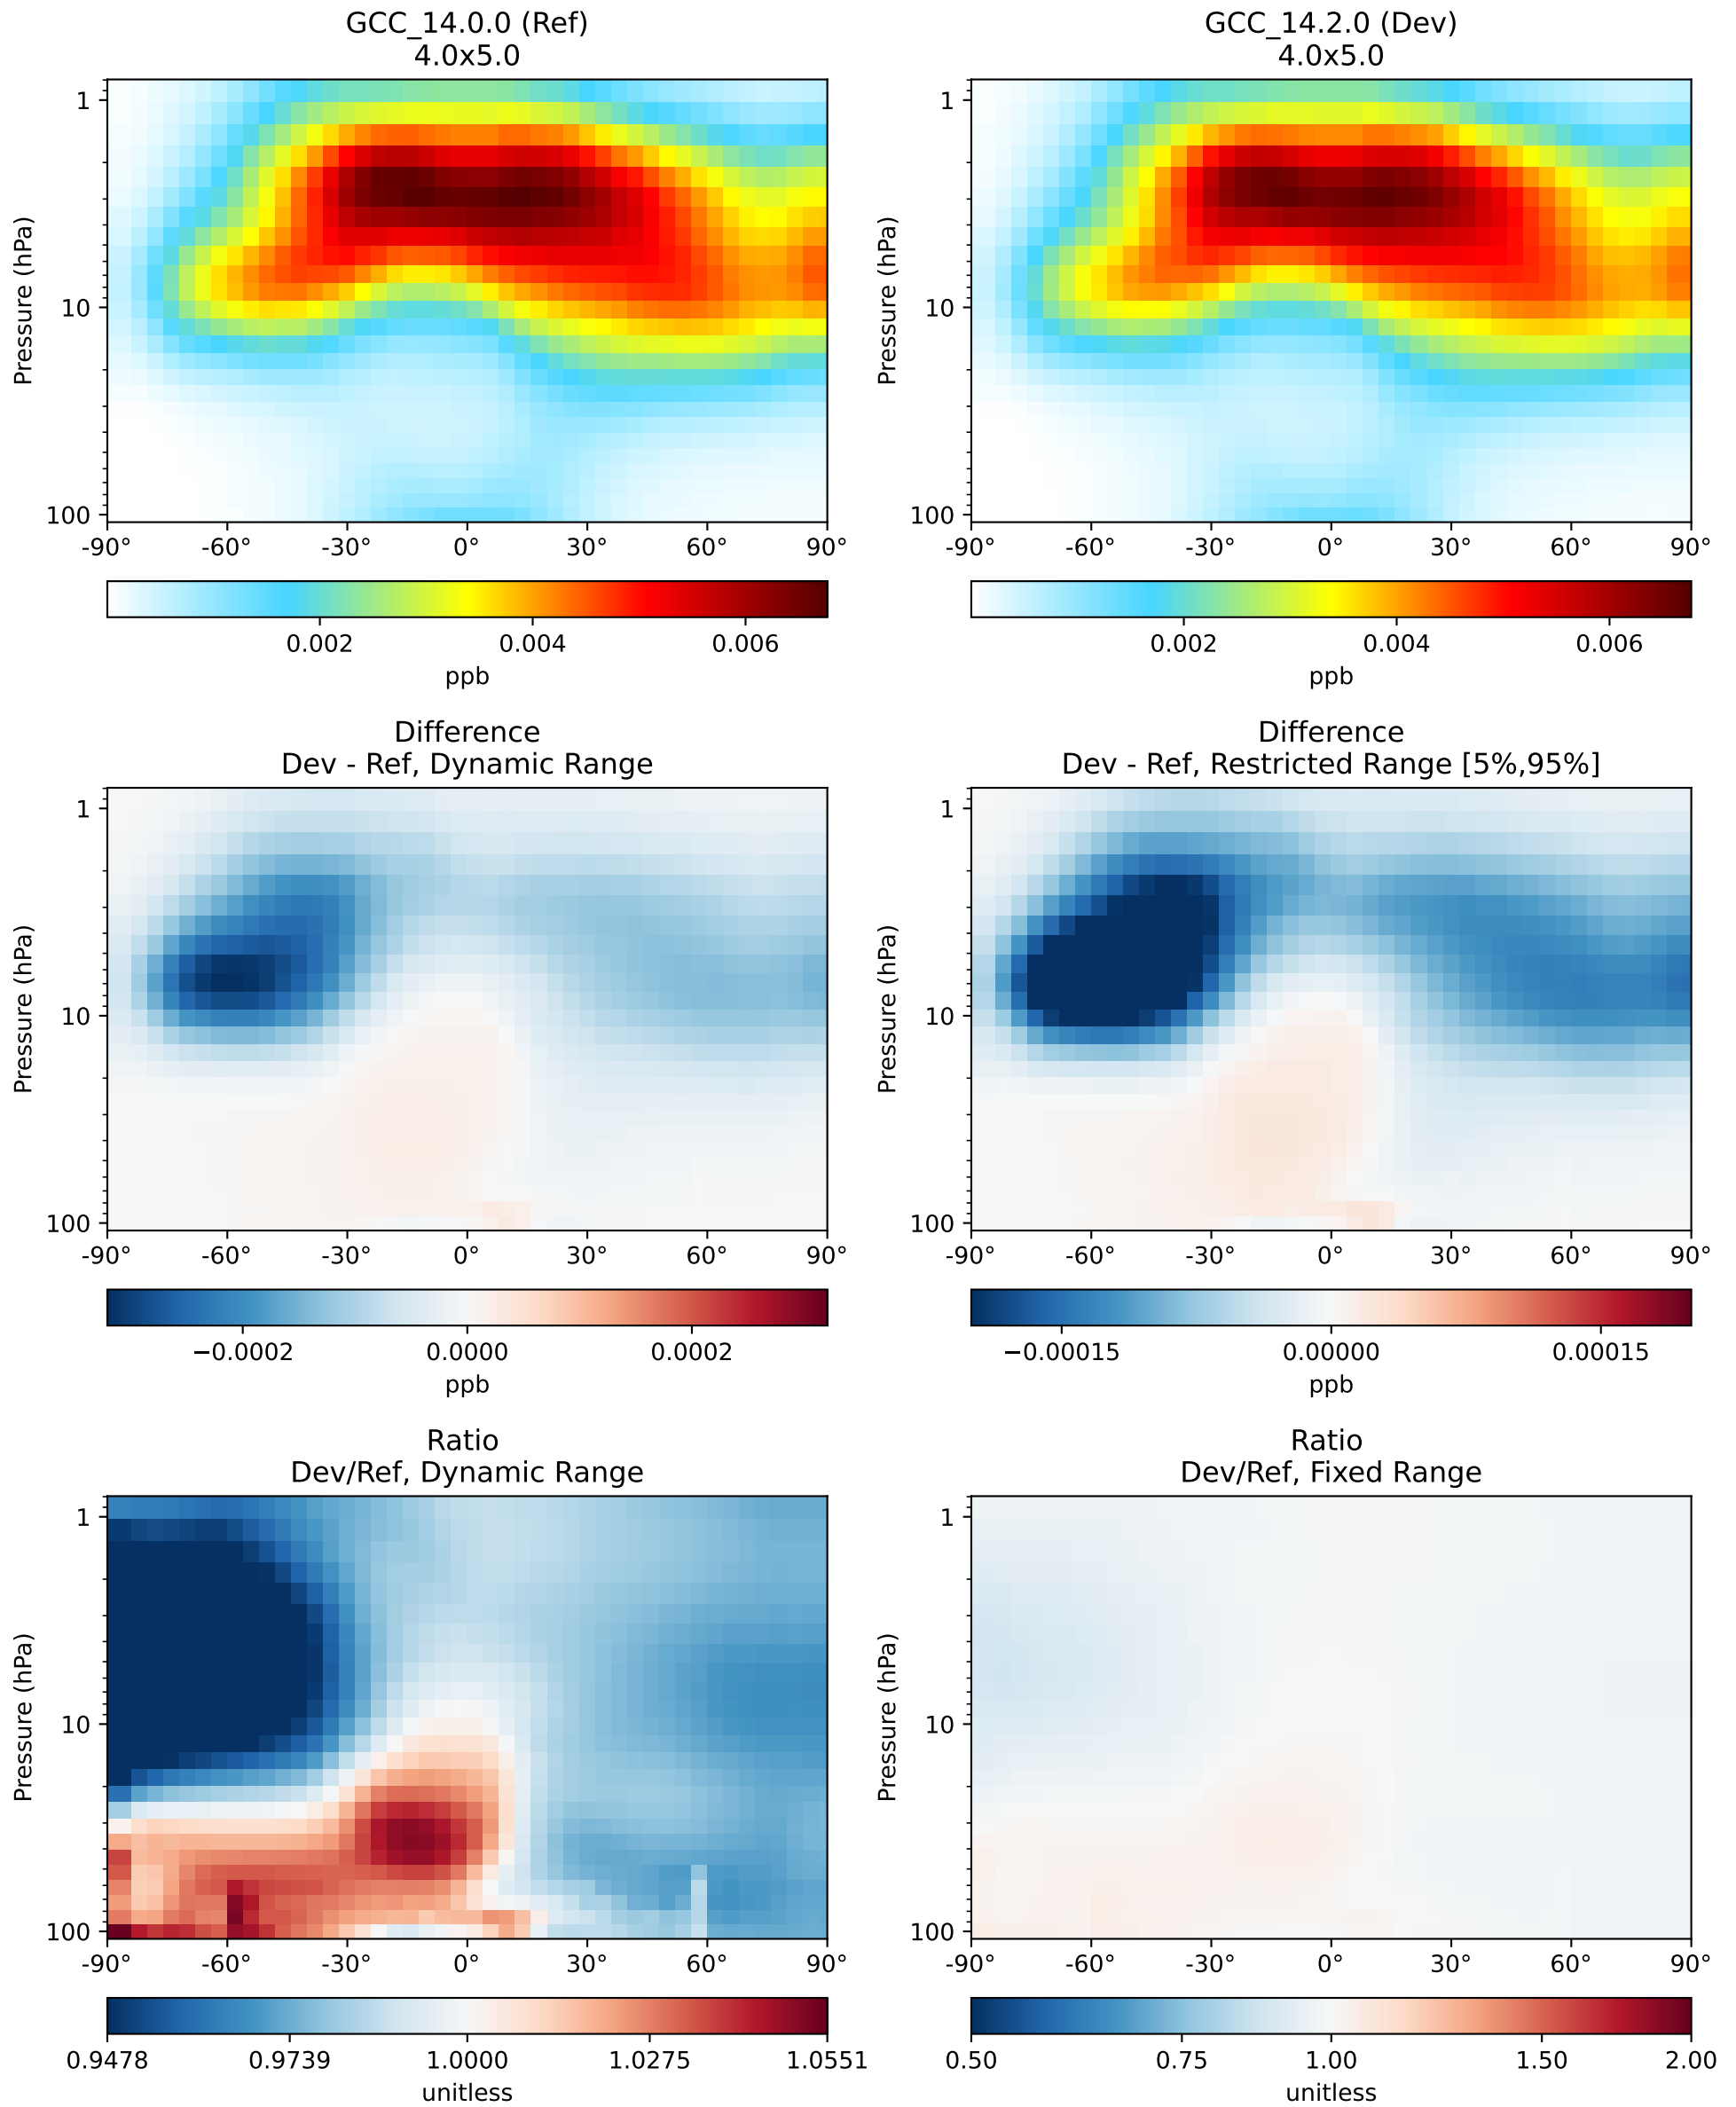 GCC_14.0.0 (Ref)
4.0x5.0
Pressure (hPa)
1
10
100
-90° -60° -30° 0° 30° 60° 90°
0.002 0.004 0.006
ppb
GCC_14.2.0 (Dev)
4.0x5.0
Pressure (hPa)
1
10
100
-90° -60° -30° 0° 30° 60° 90°
0.002 0.004 0.006
ppb
Difference
Dev - Ref, Dynamic Range
Pressure (hPa)
1
10
100
-90° -60° -30° 0° 30° 60° 90°
−0.0002 0.0000 0.0002
ppb
Difference
Dev - Ref, Restricted Range [5%,95%]
Pressure (hPa)
1
10
100
-90° -60° -30° 0° 30° 60° 90°
−0.00015 0.00000 0.00015
ppb
Ratio
Dev/Ref, Dynamic Range
Pressure (hPa)
1
10
100
-90° -60° -30° 0° 30° 60° 90°
0.9478 0.9739 1.0000 1.0275 1.0551
unitless
Ratio
Dev/Ref, Fixed Range
Pressure (hPa)
1
10
100
-90° -60° -30° 0° 30° 60° 90°
0.50 0.75 1.00 1.50 2.00
unitless